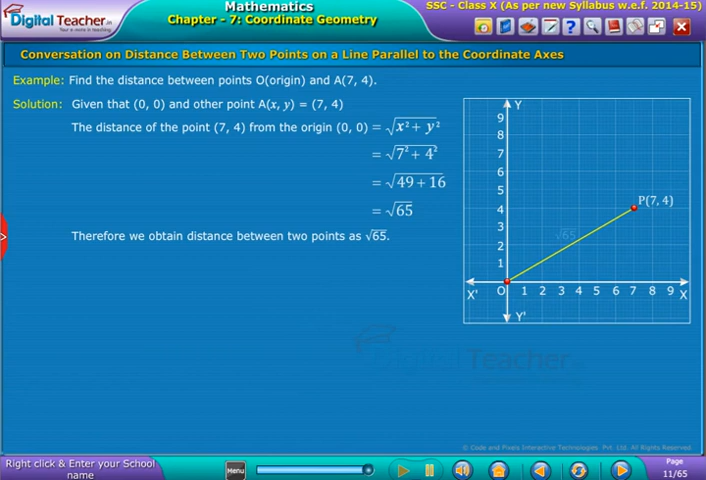 Digital Teacher.in
Your e-mate in teaching
Mathematics
Chapter - 7: Coordinate Geometry
SSC - Class X (As per new Syllabus w.e.f. 2014-15)
Conversation on Distance Between Two Points on a Line Parallel to the Coordinate Axes
Example: Find the distance between points O(origin) and A(7, 4).
Solution: Given that (0, 0) and other point A(x, y) = (7, 4)
The distance of the point (7, 4) from the origin (0, 0) = √x² + y²
= √7² + 4²
= √49 + 16
= √65
Therefore we obtain distance between two points as √65.
Y
9
8
7
6
5
4
3
2
1
P(7, 4)
√65
X' O 1 2 3 4 5 6 7 8 9 X
Y'
Digital Teacher.in
© Code and Pixels Interactive Technologies. Pvt. Ltd. All Rights Reserved.
Right click & Enter your School
name
Menu
Page
11/65